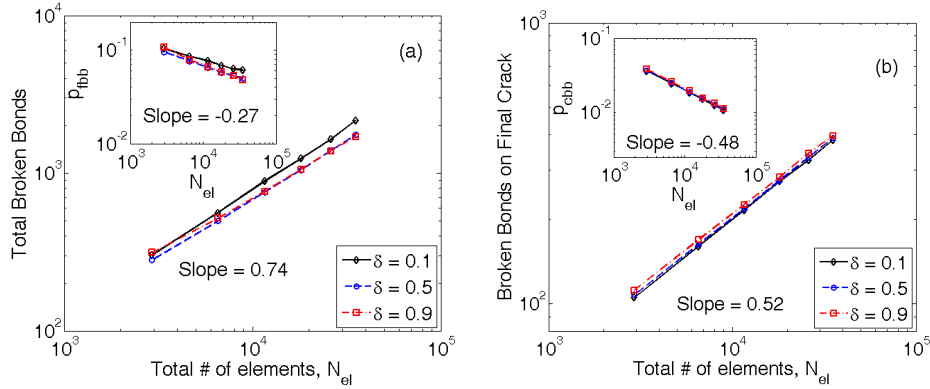 (a)
10^4
10^3
10^2
Total Broken Bonds
10^-1
10^-2
p_fbb
Slope = -0.27
10^3 10^4 10^5
N_el
Slope = 0.74
δ = 0.1
δ = 0.5
δ = 0.9
10^3 10^4 10^5
Total # of elements, N_el
(b)
10^3
10^2
Broken Bonds on Final Crack
10^-1
10^-2
p_cbb
Slope = -0.48
10^3 10^4 10^5
N_el
Slope = 0.52
δ = 0.1
δ = 0.5
δ = 0.9
10^3 10^4 10^5
Total # of elements, N_el